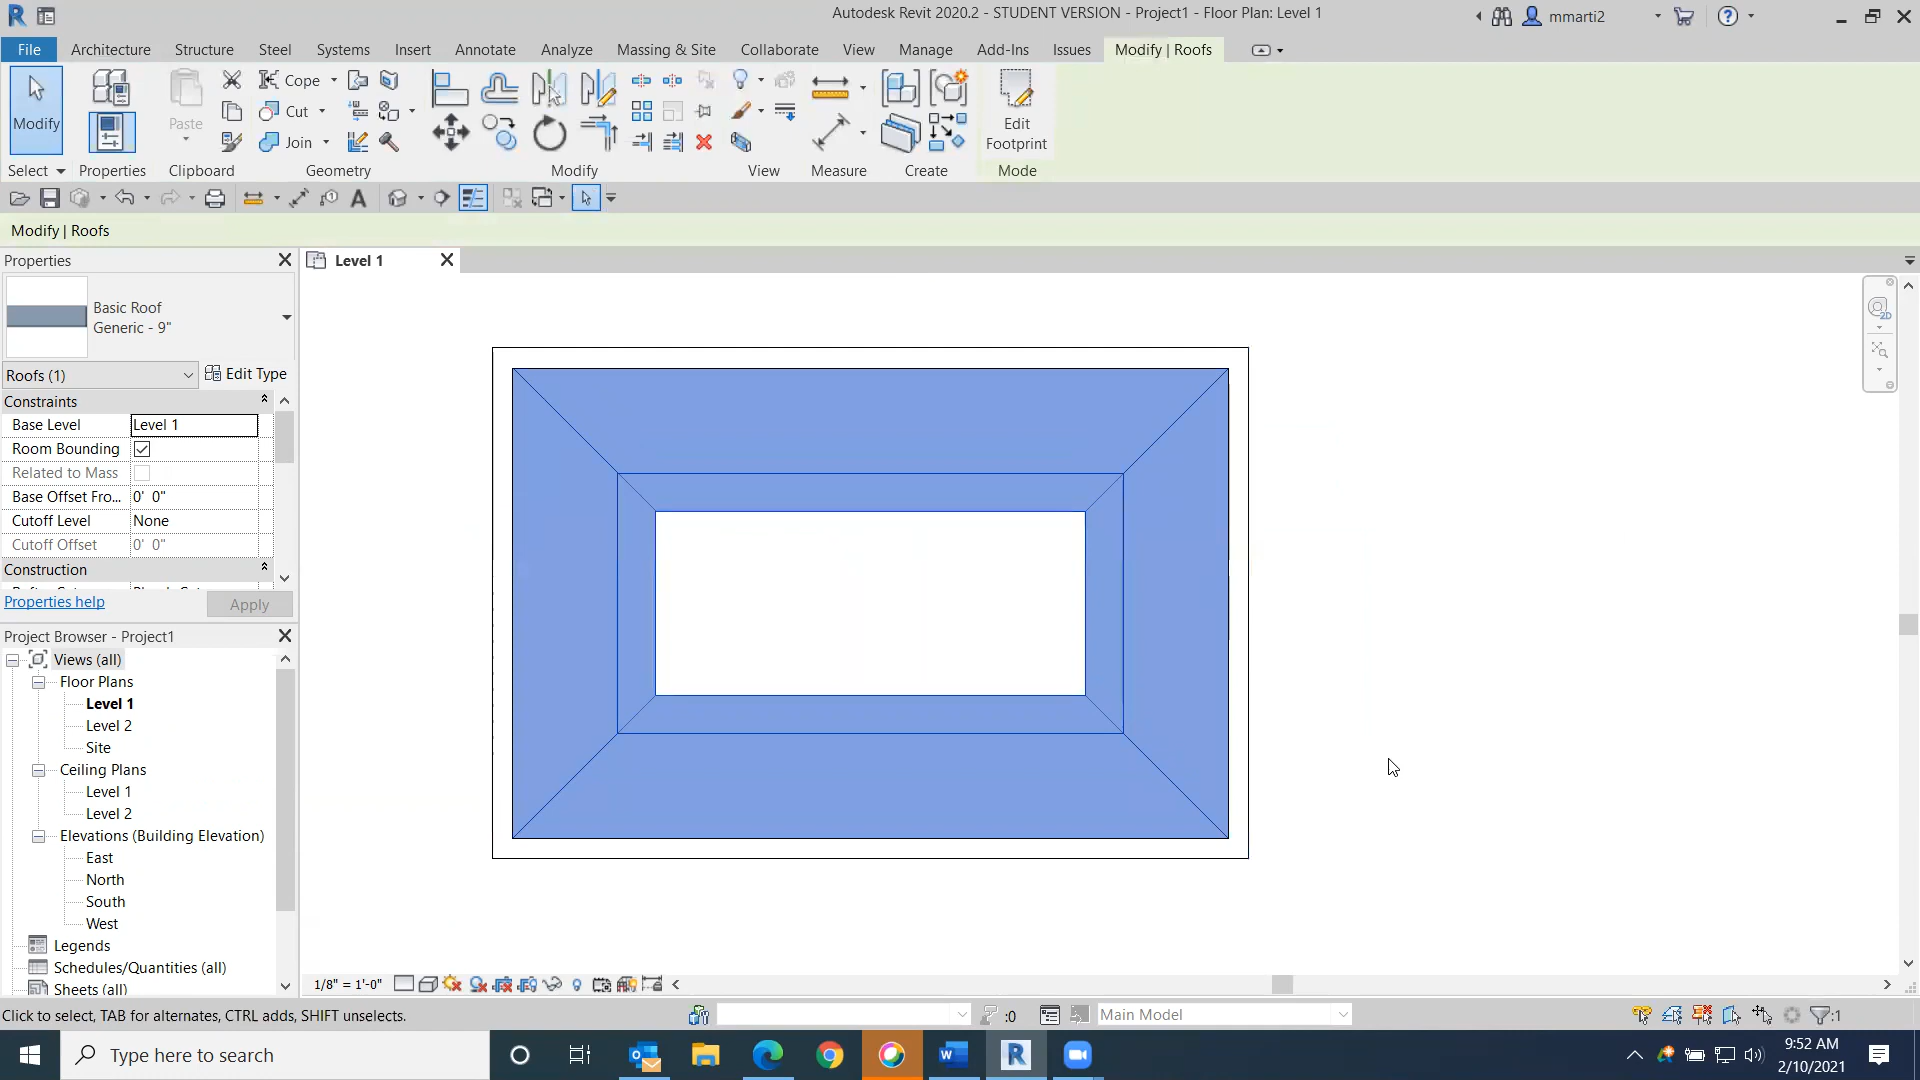 Autodesk Revit 2020.2 - STUDENT VERSION - Project1 - Floor Plan: Level 1
mmarti2
File
Architecture
Structure
Steel
Systems
Insert
Annotate
Analyze
Massing & Site
Collaborate
View
Manage
Add-Ins
Issues
Modify | Roofs
Modify
Paste
Cope
Cut
Join
Edit
Footprint
Select
Properties
Clipboard
Geometry
Modify
View
Measure
Create
Mode
Modify | Roofs
Properties
Level 1
2D
Basic Roof
Generic - 9"
Roofs (1)
Edit Type
Constraints
Base Level
Level 1
Room Bounding
Related to Mass
Base Offset Fro...
0' 0"
Cutoff Level
None
Cutoff Offset
0' 0"
Construction
Properties help
Apply
Project Browser - Project1
Views (all)
Floor Plans
Level 1
Level 2
Site
Ceiling Plans
Level 1
Level 2
Elevations (Building Elevation)
East
North
South
West
Legends
Schedules/Quantities (all)
Sheets (all)
1/8" = 1'-0"
Click to select, TAB for alternates, CTRL adds, SHIFT unselects.
:0
Main Model
:1
Type here to search
9:52 AM
2/10/2021